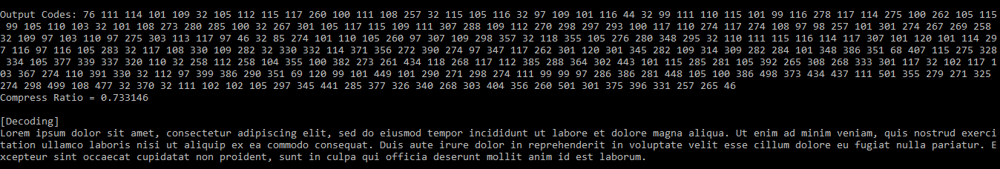 Output Codes: 76 111 114 101 109 32 105 112 115 117 260 100 111 108 257 32 115 105 116 32 97 109 101 116 44 32 99 111 110 115 101 99 116 278 117 114 275 100 262 105 115
99 105 110 103 32 101 108 273 280 285 100 32 267 301 105 117 115 109 111 307 288 109 112 270 298 297 293 100 117 110 274 117 274 108 97 98 257 101 301 274 267 269 258
32 109 97 103 110 97 275 303 113 117 97 46 32 85 274 101 110 105 260 97 307 109 298 357 32 118 355 105 276 280 348 295 32 110 111 115 116 114 117 307 101 120 101 114 29
7 116 97 116 105 283 32 117 108 330 109 282 32 330 332 114 371 356 272 390 274 97 347 117 262 301 120 301 345 282 109 314 309 282 284 101 348 386 351 68 407 115 275 328
334 105 377 339 337 320 110 32 258 112 258 104 355 100 382 273 261 434 118 268 117 112 385 288 364 302 443 101 115 285 281 105 392 265 308 268 333 301 117 32 102 117 1
03 367 274 110 391 330 32 112 97 399 386 290 351 69 120 99 101 449 101 290 271 298 274 111 99 99 97 286 386 281 448 105 100 386 498 373 434 437 111 501 355 279 271 325
274 298 499 108 477 32 370 32 111 102 102 105 297 345 441 285 377 326 340 268 303 404 356 260 501 301 375 396 331 257 265 46
Compress Ratio = 0.733146
[Decoding]
Lorem ipsum dolor sit amet, consectetur adipiscing elit, sed do eiusmod tempor incididunt ut labore et dolore magna aliqua. Ut enim ad minim veniam, quis nostrud exerci
tation ullamco laboris nisi ut aliquip ex ea commodo consequat. Duis aute irure dolor in reprehenderit in voluptate velit esse cillum dolore eu fugiat nulla pariatur. E
xcepteur sint occaecat cupidatat non proident, sunt in culpa qui officia deserunt mollit anim id est laborum.